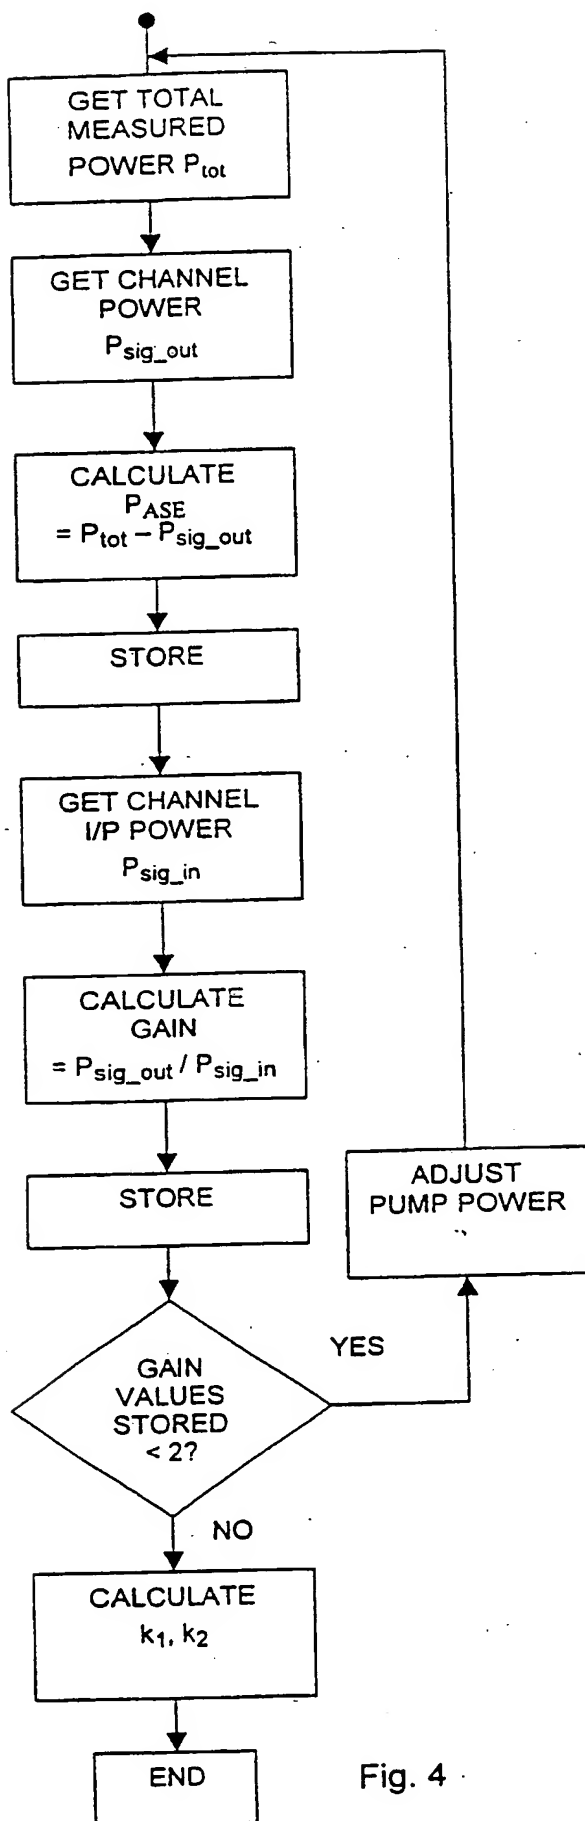 GET TOTAL
MEASURED
POWER Ptot
GET CHANNEL
POWER
Psig_out
CALCULATE
PASE
= Ptot – Psig_out
STORE
GET CHANNEL
I/P POWER
Psig_in
CALCULATE
GAIN
= Psig_out / Psig_in
STORE
ADJUST
PUMP POWER
GAIN
VALUES
STORED
< 2?
YES
NO
CALCULATE
k1, k2
END
Fig. 4